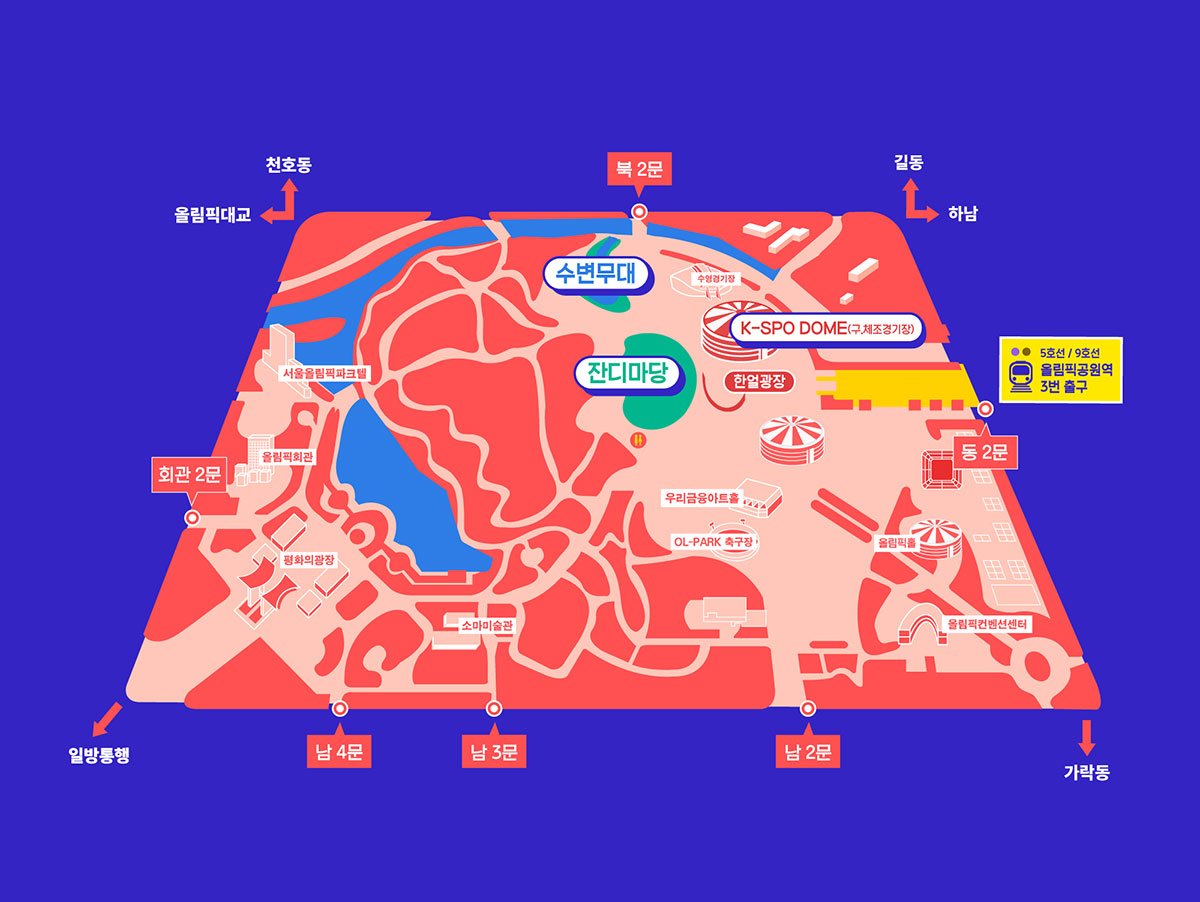 천호동
북 2문
길동
올림픽대교
하남
수변무대
수영경기장
K-SPO DOME(구.체조경기장)
5호선 / 9호선
올림픽공원역
3번 출구
서울올림픽파크텔
잔디마당
한얼광장
동 2문
올림픽회관
회관 2문
우리금융아트홀
OL-PARK 축구장
올림픽홀
평화의광장
소마미술관
올림픽컨벤션센터
남 4문
남 3문
남 2문
일방통행
가락동